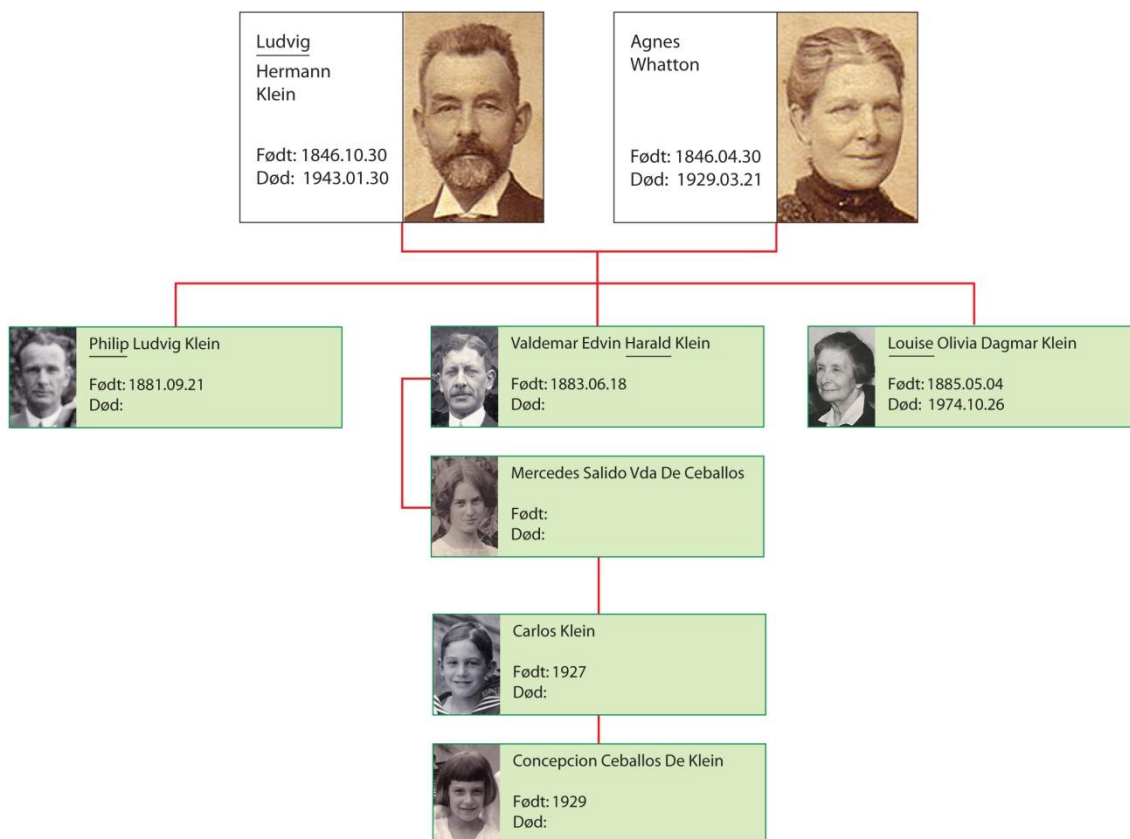 Ludvig
Hermann
Klein
Født: 1846.10.30
Død: 1943.01.30
Agnes
Whatton
Født: 1846.04.30
Død: 1929.03.21
Philip Ludvig Klein
Født: 1881.09.21
Død:
Valdemar Edvin Harald Klein
Født: 1883.06.18
Død:
Louise Olivia Dagmar Klein
Født: 1885.05.04
Død: 1974.10.26
Mercedes Salido Vda De Ceballos
Født:
Død:
Carlos Klein
Født: 1927
Død:
Concepcion Ceballos De Klein
Født: 1929
Død: